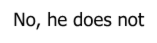 No, he does not